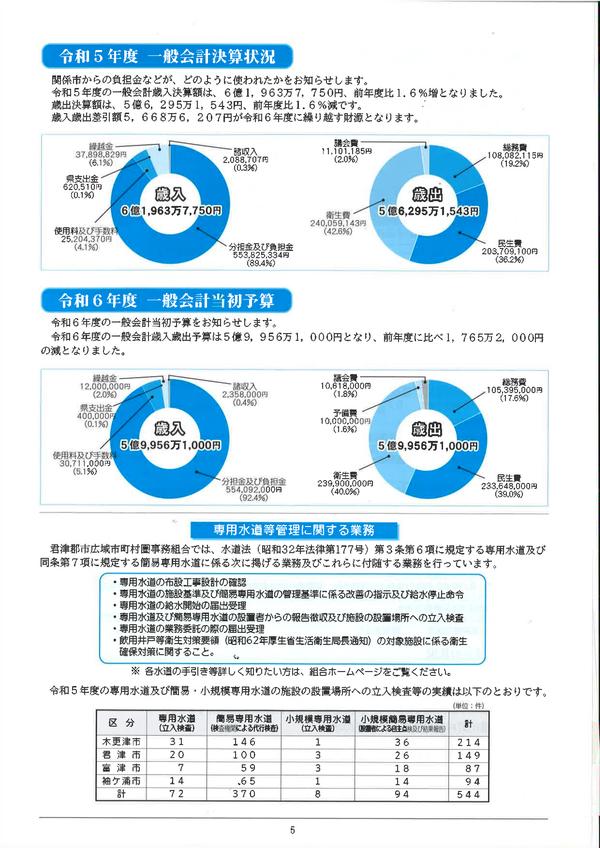 令和５年度 一般会計決算状況
関係市からの負担金などが、どのように使われたかをお知らせします。
令和５年度の一般会計歳入決算額は、６億１，９６３万７，７５０円、前年度比１.６％増となりました。
歳出決算額は、５億６，２９５万１，５４３円、前年度比１.６％減です。
歳入歳出差引額５，６６８万６，２０７円が令和６年度に繰り越す財源となります。
繰越金
37,898,829円
(6.1%)
諸収入
2,088,707円
(0.3%)
県支出金
620,510円
(0.1%)
歳入
6億1,963万7,750円
使用料及び手数料
25,204,370円
(4.1%)
分担金及び負担金
553,825,334円
(89.4%)
議会費
11,101,185円
(2.0%)
総務費
108,082,115円
(19.2%)
歳出
5億6,295万1,543円
衛生費
240,059,143円
(42.6%)
民生費
203,709,100円
(36.2%)
令和６年度 一般会計当初予算
令和６年度の一般会計当初予算をお知らせします。
令和６年度の一般会計歳入歳出予算は５億９，９５６万１，０００円となり、前年度に比べ１，７６５万２，０００円
の減となりました。
繰越金
12,000,000円
(2.0%)
諸収入
2,358,000円
(0.4%)
県支出金
400,000円
(0.1%)
歳入
5億9,956万1,000円
使用料及び手数料
30,711,000円
(5.1%)
分担金及び負担金
554,092,000円
(92.4%)
議会費
10,618,000円
(1.8%)
総務費
105,395,000円
(17.6%)
予備費
10,000,000円
(1.6%)
歳出
5億9,956万1,000円
衛生費
239,900,000円
(40.0%)
民生費
233,648,000円
(39.0%)
専用水道等管理に関する業務
君津郡市広域市町村圏事務組合では、水道法（昭和32年法律第177号）第３条第６項に規定する専用水道及び
同条第７項に規定する簡易専用水道に係る次に掲げる業務及びこれらに付随する業務を行っています。
・専用水道の布設工事設計の確認
・専用水道の施設基準及び簡易専用水道の管理基準に係る改善の指示及び給水停止命令
・専用水道の給水開始の届出受理
・専用水道及び簡易専用水道の設置者からの報告徴収及び施設の設置場所への立入検査
・専用水道の業務委託の際の届出受理
・飲用井戸等衛生対策要領（昭和62年厚生省生活衛生局長通知）の対象施設に係る衛生
確保対策に関すること。
※ 各水道の手引き等詳しく知りたい方は、組合ホームページをご覧ください。
令和５年度の専用水道及び簡易・小規模専用水道の施設の設置場所への立入検査等の実績は以下のとおりです。
(単位：件)
区 分 専用水道 簡易専用水道 小規模専用水道 小規模簡易専用水道 計
(立入検査) (検査機関による代行検査) (立入検査) (設置者による自主点検及び結果報告)
木更津市 31 146 1 36 214
君津市 20 100 3 26 149
富津市 7 59 3 18 87
袖ケ浦市 14 65 1 14 94
計 72 370 8 94 544
5